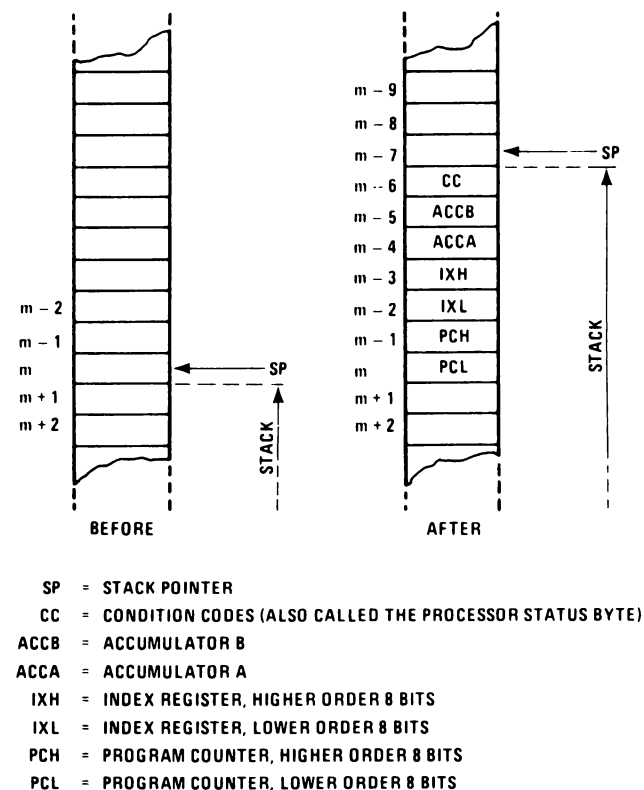 m – 2
m – 1
m
m + 1
m + 2
SP
STACK
BEFORE
m – 9
m – 8
m – 7
m -- 6
m – 5
m – 4
m – 3
m – 2
m – 1
m
m + 1
m + 2
CC
ACCB
ACCA
IXH
IXL
PCH
PCL
SP
STACK
AFTER
SP = STACK POINTER
CC = CONDITION CODES (ALSO CALLED THE PROCESSOR STATUS BYTE)
ACCB = ACCUMULATOR B
ACCA = ACCUMULATOR A
IXH = INDEX REGISTER, HIGHER ORDER 8 BITS
IXL = INDEX REGISTER, LOWER ORDER 8 BITS
PCH = PROGRAM COUNTER, HIGHER ORDER 8 BITS
PCL = PROGRAM COUNTER, LOWER ORDER 8 BITS